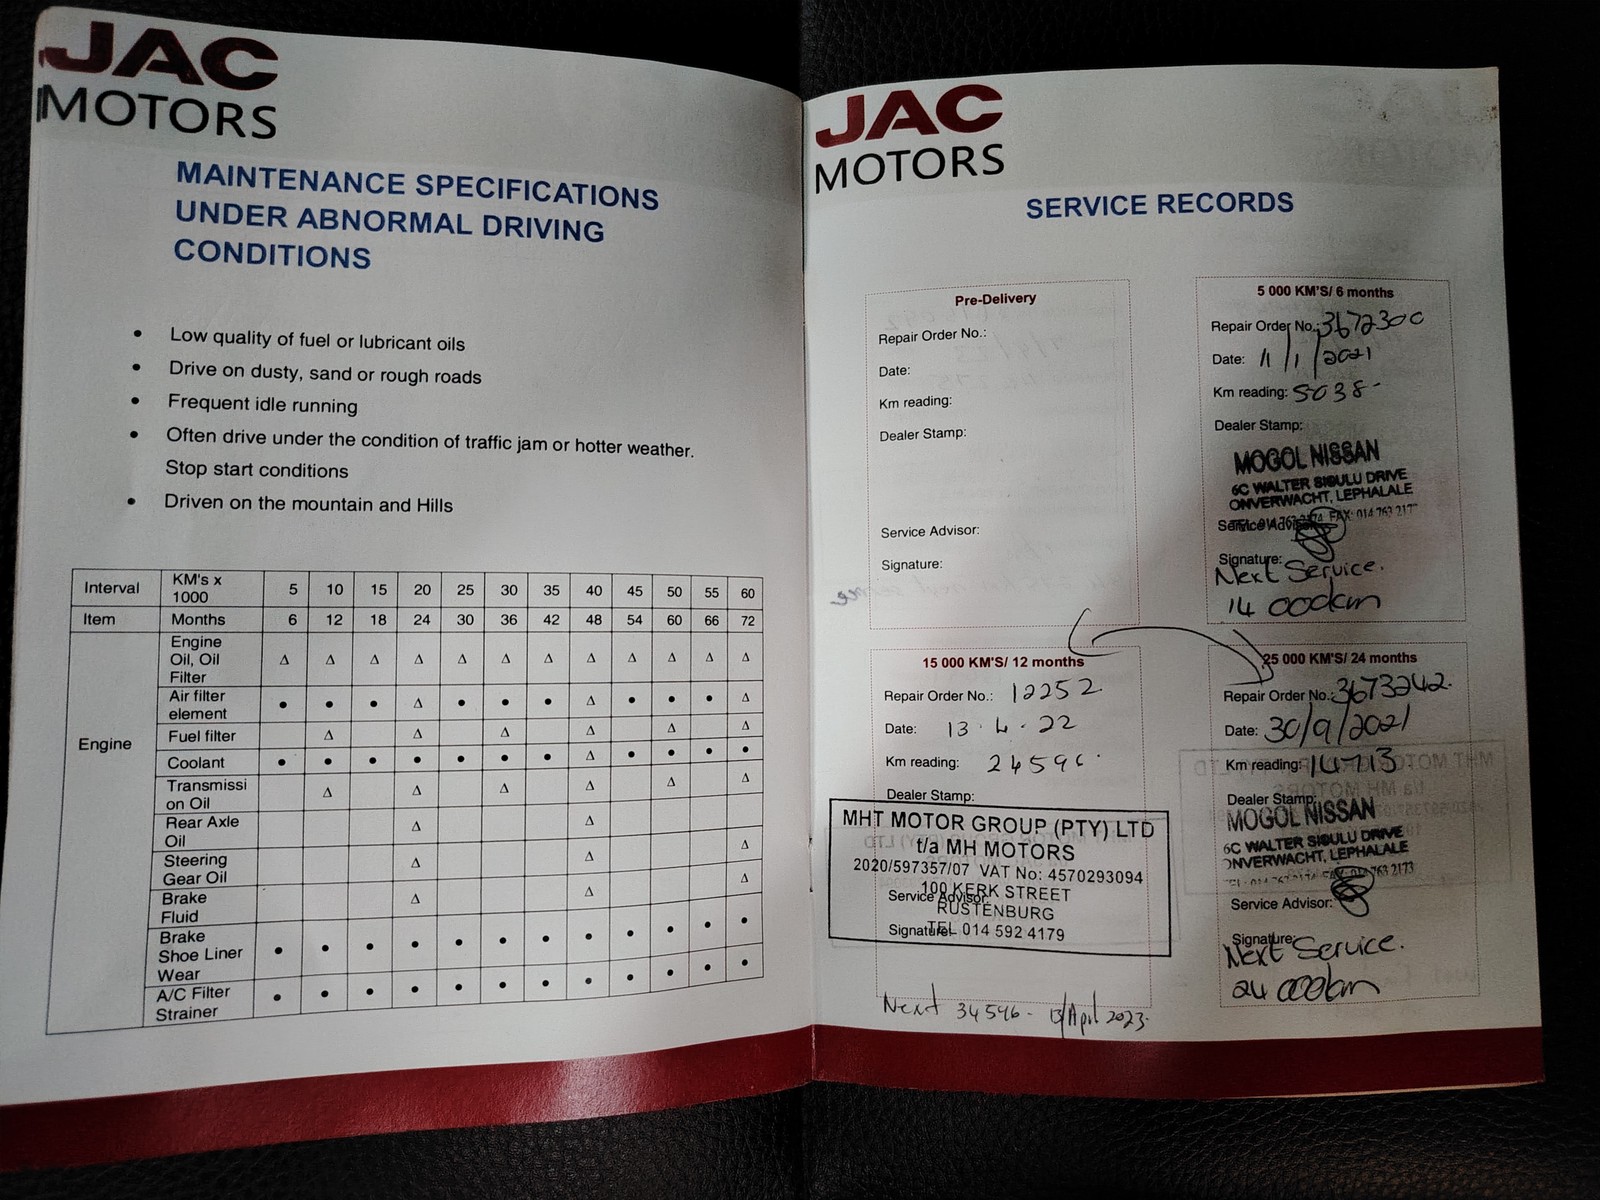 JAC
MOTORS
MAINTENANCE SPECIFICATIONS
UNDER ABNORMAL DRIVING
CONDITIONS
• Low quality of fuel or lubricant oils
• Drive on dusty, sand or rough roads
• Frequent idle running
• Often drive under the condition of traffic jam or hotter weather.
Stop start conditions
• Driven on the mountain and Hills
Interval KM's x 1000 5 10 15 20 25 30 35 40 45 50 55 60
Item Months 6 12 18 24 30 36 42 48 54 60 66 72
Engine
Engine Oil, Oil Filter Δ Δ Δ Δ Δ Δ Δ Δ Δ Δ Δ Δ
Air filter element • • • Δ • • • Δ • • • Δ
Fuel filter Δ Δ Δ Δ Δ Δ
Coolant • • • • • • • Δ • • • •
Transmissi on Oil Δ Δ Δ Δ Δ Δ
Rear Axle Oil Δ Δ
Steering Gear Oil Δ Δ Δ
Brake Fluid Δ Δ Δ
Brake Shoe Liner Wear • • • • • • • • • • • •
A/C Filter Strainer • • • • • • • • • • • •
JAC
MOTORS
SERVICE RECORDS
Pre-Delivery
Repair Order No.:
Date:
Km reading:
Dealer Stamp:
Service Advisor:
Signature:
5 000 KM'S/ 6 months
Repair Order No.: 3672300
Date: 11/1/2021
Km reading: 5038-
Dealer Stamp:
MOGOL NISSAN
6C WALTER SISULU DRIVE
ONVERWACHT, LEPHALALE
TEL: 014 763 2174 FAX: 014 763 2177
Service Advisor:
Signature:
Next Service.
14 000km
15 000 KM'S/ 12 months
Repair Order No.: 12252
Date: 13.4.22
Km reading: 24596.
Dealer Stamp:
MHT MOTOR GROUP (PTY) LTD
t/a MH MOTORS
2020/597357/07 VAT No: 4570293094
100 KERK STREET
Service Advisor:
RUSTENBURG
Signature:
TEL 014 592 4179
Next 34596- 13/April 2023.
25 000 KM'S/ 24 months
Repair Order No.: 3673242.
Date: 30/9/2021
Km reading: 14713
Dealer Stamp:
MOGOL NISSAN
6C WALTER SISULU DRIVE
ONVERWACHT, LEPHALALE
Service Advisor:
Signature:
Next Service.
24 000km